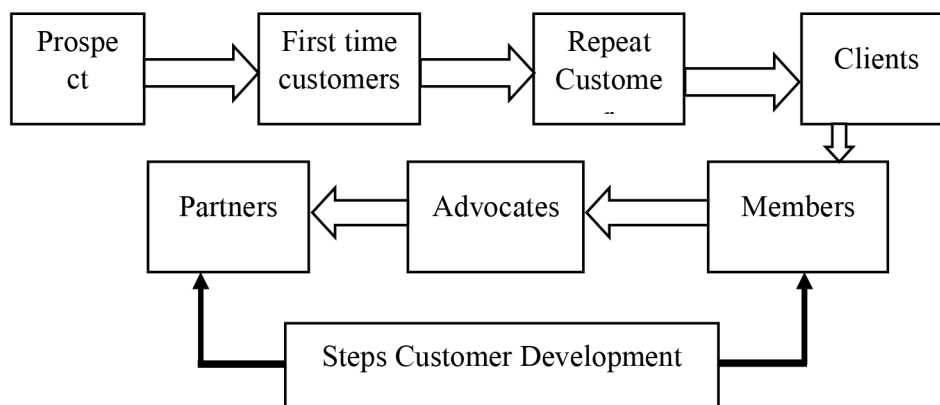 Prospe
ct
First time
customers
Repeat
Custome
Clients
Partners
Advocates
Members
Steps Customer Development